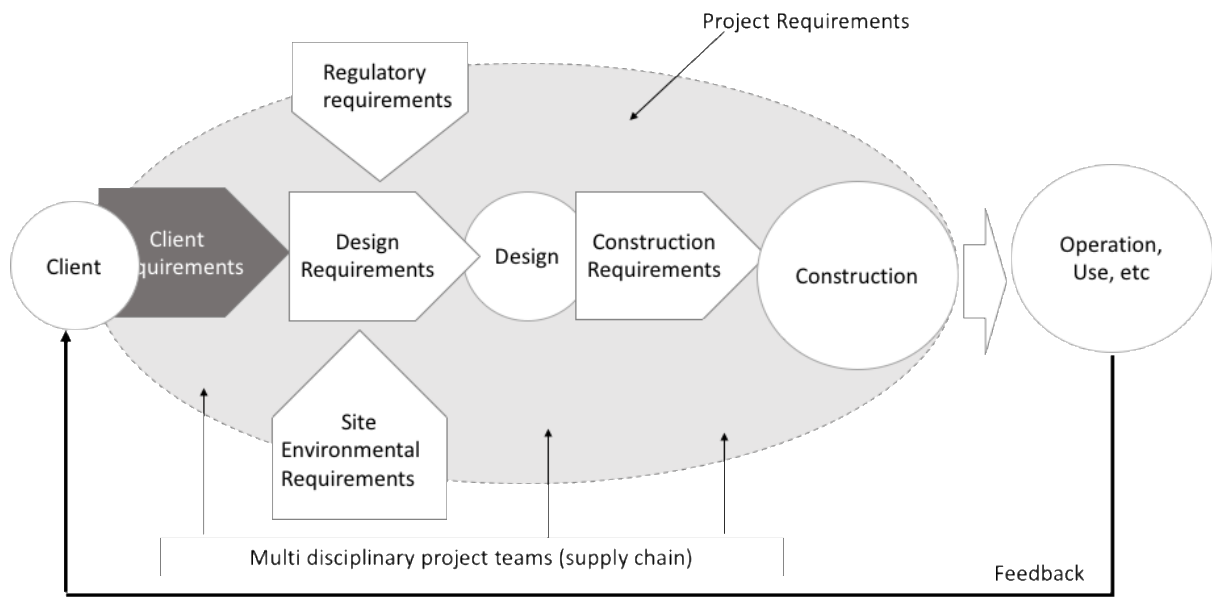 Project Requirements
Regulatory
requirements
Client
Client
quirements
Design
Requirements
Design
Construction
Requirements
Construction
Operation,
Use, etc
Site
Environmental
Requirements
Multi disciplinary project teams (supply chain)
Feedback